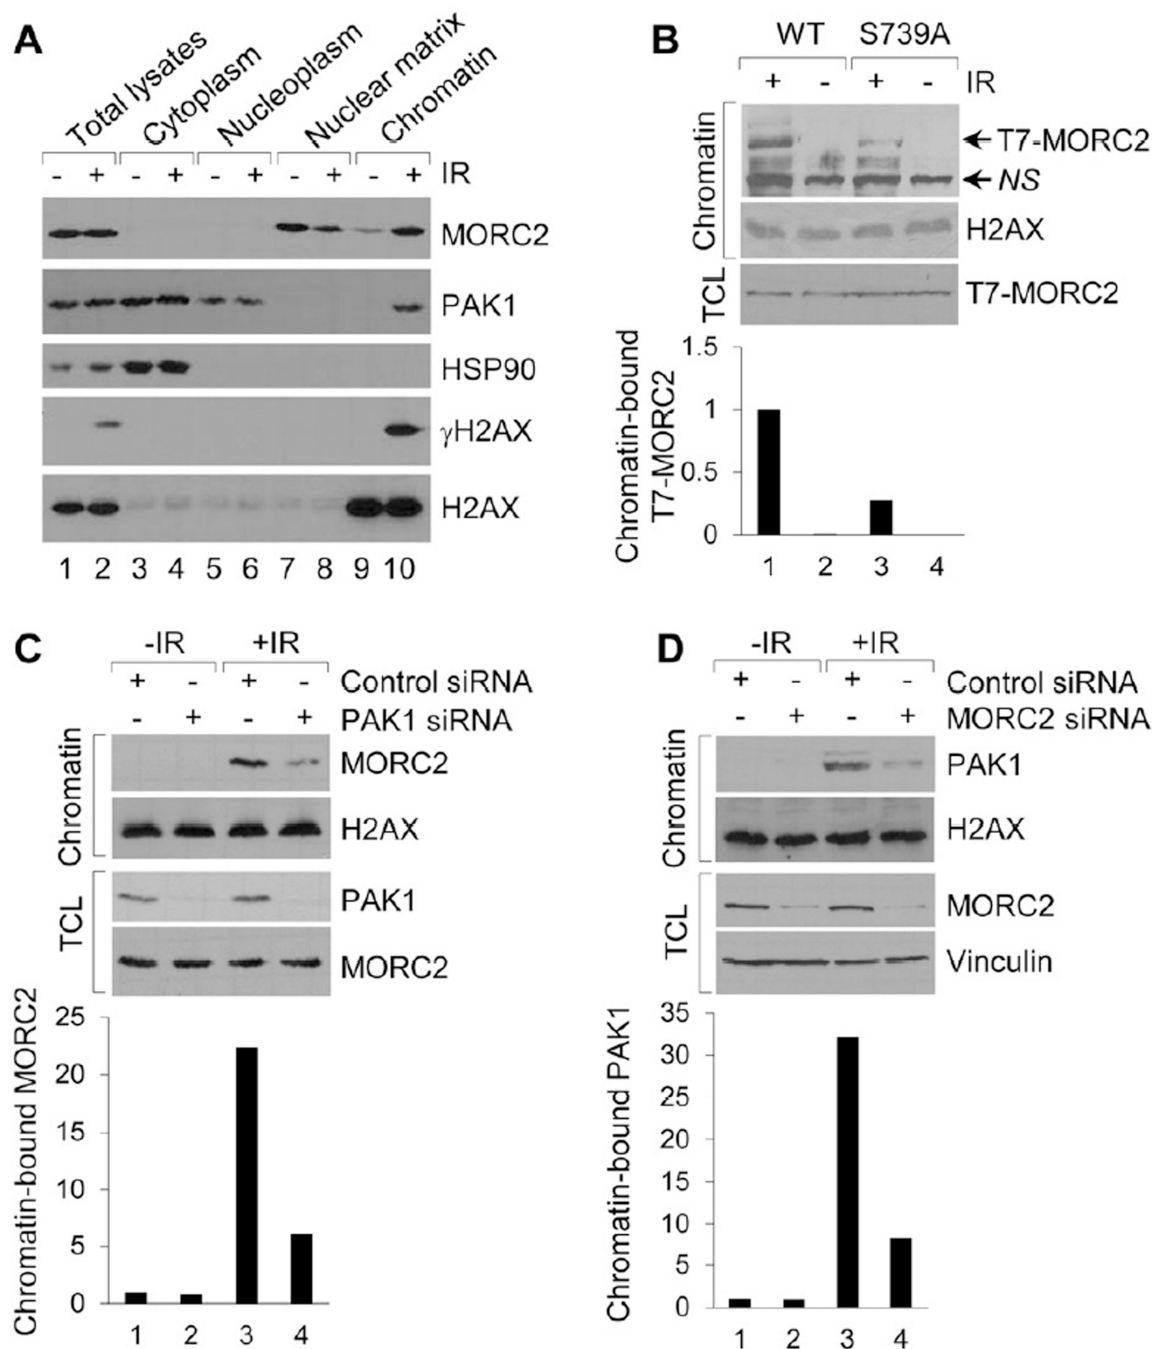 A
Total lysates
Cytoplasm
Nucleoplasm
Nuclear matrix
Chromatin
- + - + - + - + - + IR
MORC2
PAK1
HSP90
γH2AX
H2AX
1 2 3 4 5 6 7 8 9 10
B
WT S739A
+ - + - IR
Chromatin
T7-MORC2
NS
H2AX
TCL
T7-MORC2
Chromatin-bound
T7-MORC2
1.5
1
0.5
0
1 2 3 4
C
-IR +IR
+ - + - Control siRNA
- + - + PAK1 siRNA
Chromatin
MORC2
H2AX
TCL
PAK1
MORC2
Chromatin-bound MORC2
25
20
15
10
5
0
1 2 3 4
D
-IR +IR
+ - + - Control siRNA
- + - + MORC2 siRNA
Chromatin
PAK1
H2AX
TCL
MORC2
Vinculin
Chromatin-bound PAK1
35
30
25
20
15
10
5
0
1 2 3 4